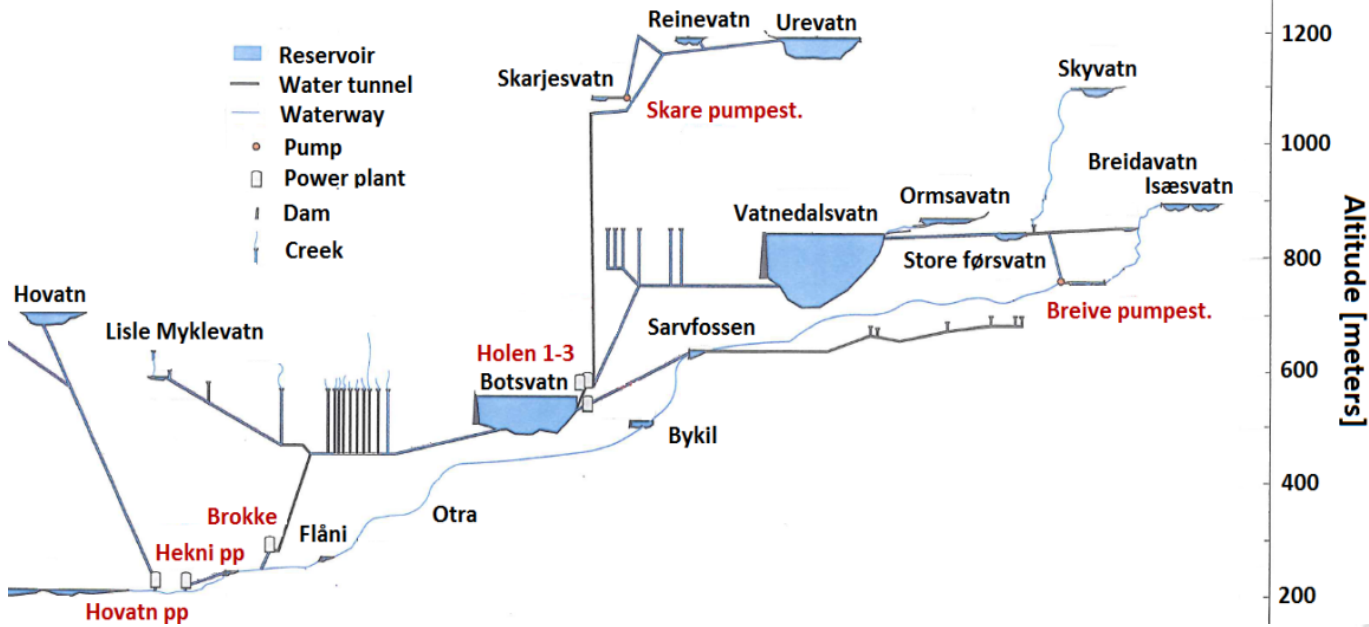 Reinevatn
Urevatn
1200
Reservoir
Water tunnel
Waterway
Pump
Power plant
Dam
Creek
Skarjesvatn
Skare pumpest.
Skyvatn
1000
Breidavatn
Isæsvatn
Ormsavatn
Vatnedalsvatn
Store førsvatn
800
Breive pumpest.
Altitude [meters]
Hovatn
Lisle Myklevatn
Sarvfossen
Holen 1-3
Botsvatn
600
Bykil
400
Otra
Brokke
Flåni
Hekni pp
Hovatn pp
200